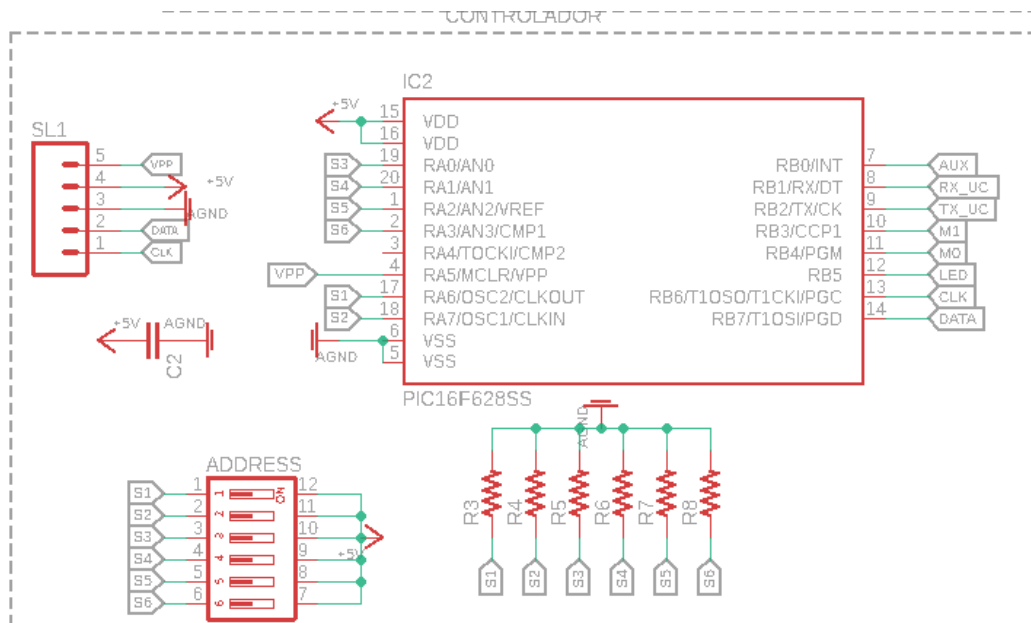 CONTROLADOR
IC2
SL1
5 VPP
4 +5V
3 AGND
2 DATA
1 CLK
+5V 15 VDD
16 VDD
S3 19 RA0/AN0
S4 20 RA1/AN1
S5 1 RA2/AN2/VREF
S6 2 RA3/AN3/CMP1
3 RA4/TOCKI/CMP2
VPP 4 RA5/MCLR/VPP
S1 17 RA6/OSC2/CLKOUT
S2 18 RA7/OSC1/CLKIN
AGND 6 VSS
5 VSS
RB0/INT 7 AUX
RB1/RX/DT 8 RX_UC
RB2/TX/CK 9 TX_UC
RB3/CCP1 10 M1
RB4/PGM 11 M0
RB5 12 LED
RB6/T1OSO/T1CKI/PGC 13 CLK
RB7/T1OSI/PGD 14 DATA
PIC16F628SS
+5V AGND
C2
ADDRESS
S1 1 1 ON 12
S2 2 2 11
S3 3 3 10
S4 4 4 9
+5V
S5 5 5 8
S6 6 6 7
AGND
R3 R4 R5 R6 R7 R8
S1 S2 S3 S4 S5 S6